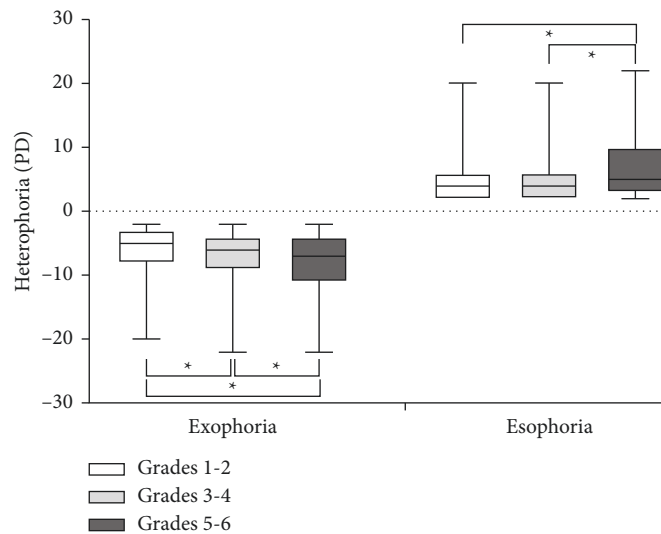 30
20
10
0
−10
−20
−30
Heterophoria (PD)
*
*
*
*
*
Exophoria
Esophoria
Grades 1-2
Grades 3-4
Grades 5-6